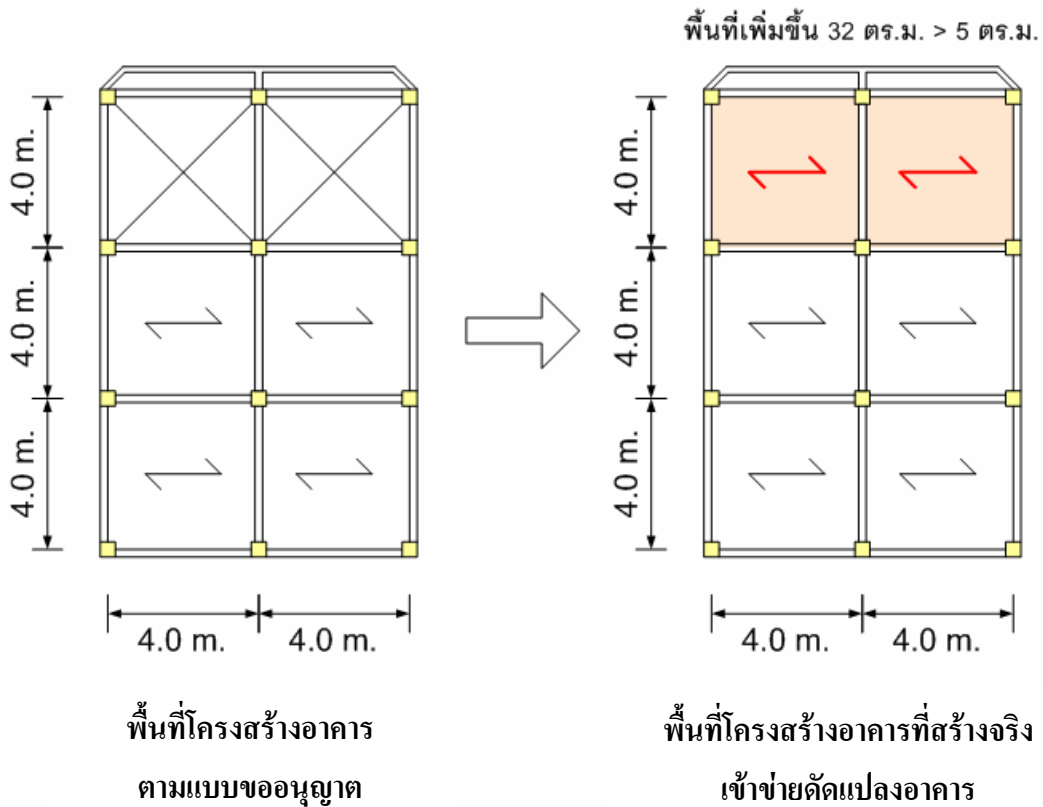 พื้นที่เพิ่มขึ้น 32 ตร.ม. > 5 ตร.ม.
4.0 m.
4.0 m.
4.0 m.
4.0 m.
4.0 m.
4.0 m.
4.0 m.
4.0 m.
4.0 m.
4.0 m.
พื้นที่โครงสร้างอาคาร
ตามแบบขออนุญาต
พื้นที่โครงสร้างอาคารที่สร้างจริง
เข้าข่ายดัดแปลงอาคาร